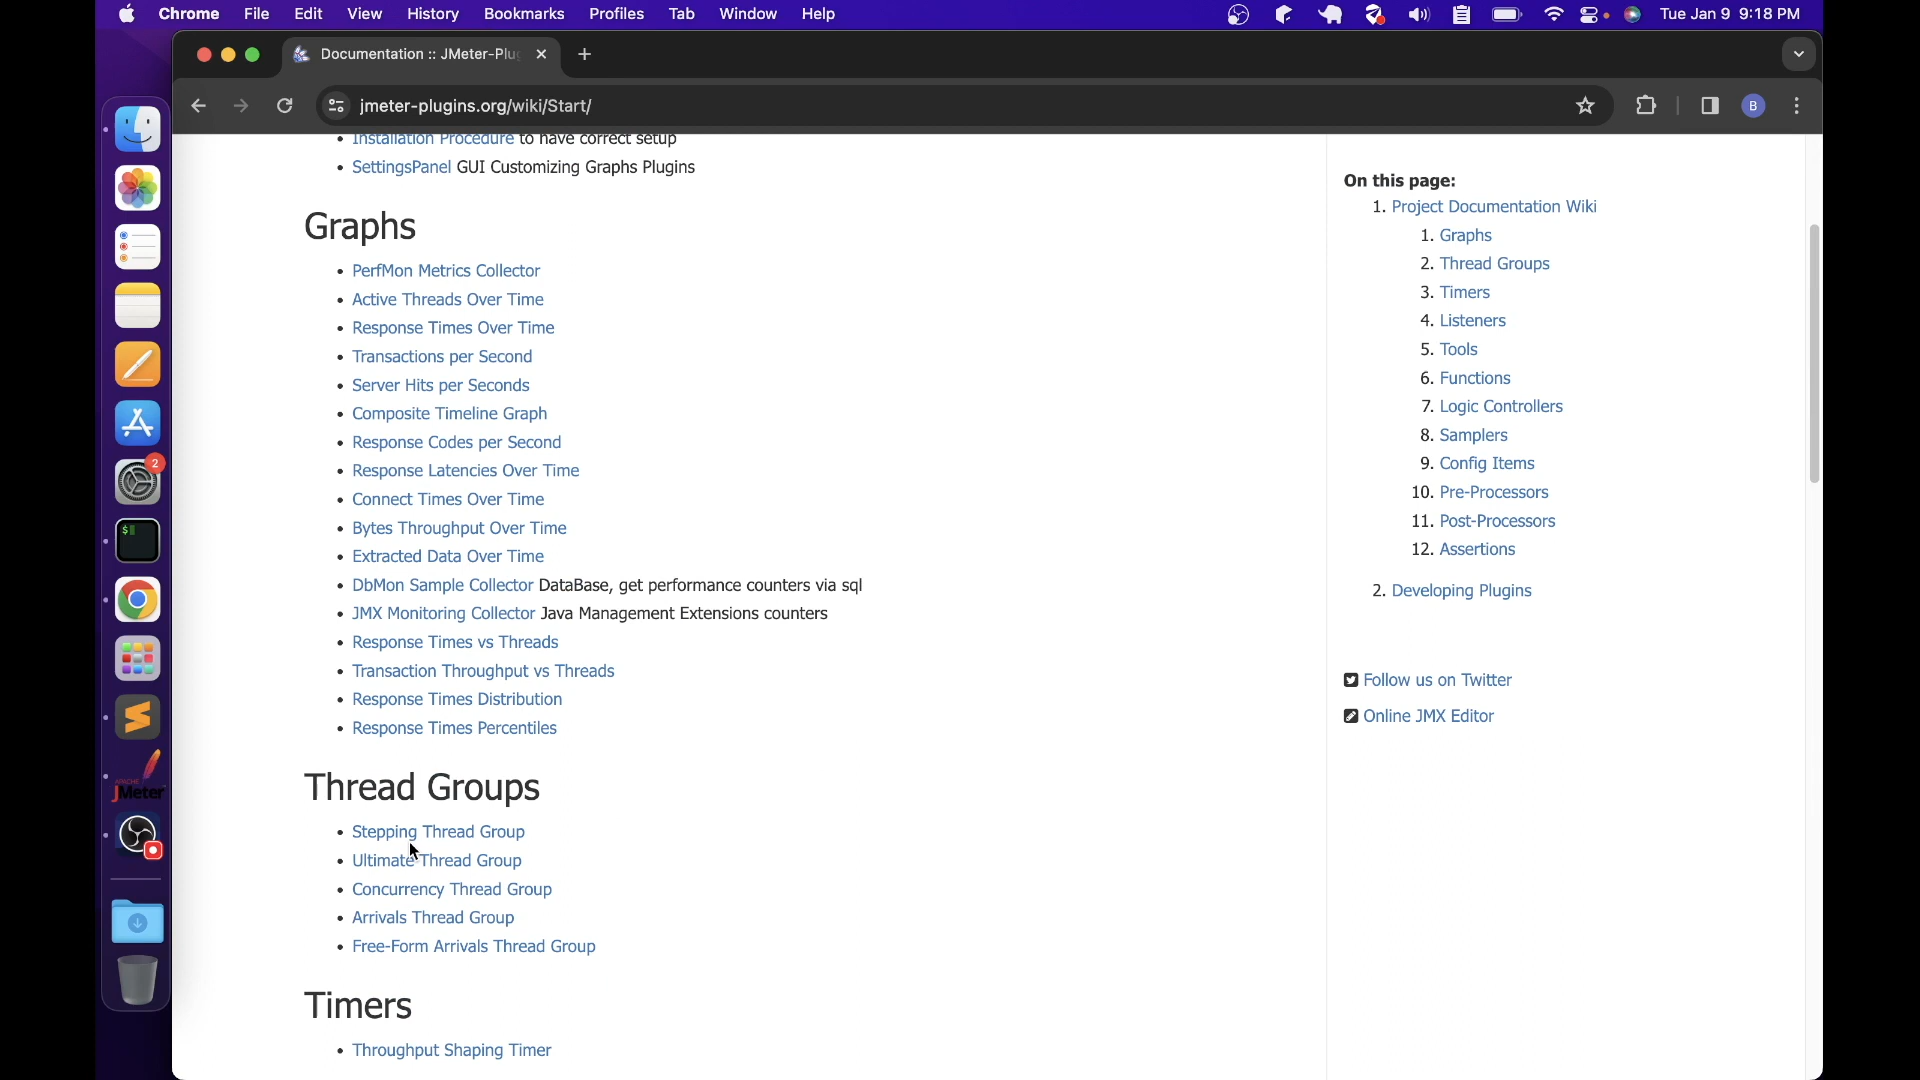 Chrome File Edit View History Bookmarks Profiles Tab Window Help Tue Jan 9 9:18 PM
Documentation :: JMeter-Plu
jmeter-plugins.org/wiki/Start/
B
Installation Procedure to have correct setup
SettingsPanel GUI Customizing Graphs Plugins
Graphs
PerfMon Metrics Collector
Active Threads Over Time
Response Times Over Time
Transactions per Second
Server Hits per Seconds
Composite Timeline Graph
Response Codes per Second
Response Latencies Over Time
Connect Times Over Time
Bytes Throughput Over Time
Extracted Data Over Time
DbMon Sample Collector DataBase, get performance counters via sql
JMX Monitoring Collector Java Management Extensions counters
Response Times vs Threads
Transaction Throughput vs Threads
Response Times Distribution
Response Times Percentiles
Thread Groups
Stepping Thread Group
Ultimate Thread Group
Concurrency Thread Group
Arrivals Thread Group
Free-Form Arrivals Thread Group
Timers
Throughput Shaping Timer
On this page:
1. Project Documentation Wiki
1. Graphs
2. Thread Groups
3. Timers
4. Listeners
5. Tools
6. Functions
7. Logic Controllers
8. Samplers
9. Config Items
10. Pre-Processors
11. Post-Processors
12. Assertions
2. Developing Plugins
Follow us on Twitter
Online JMX Editor
2
$
APACHE
JMeter